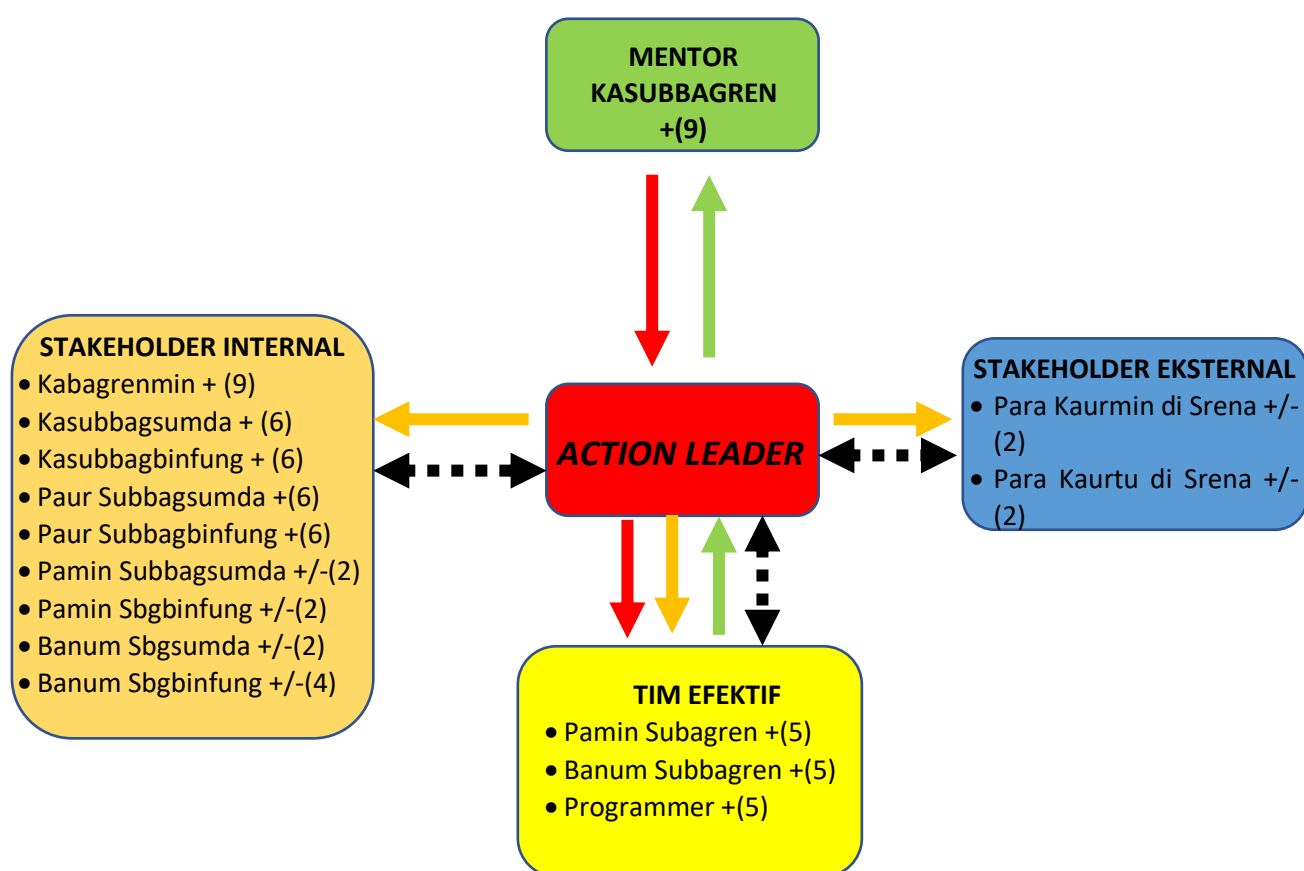 MENTOR
KASUBBAGREN
+(9)
STAKEHOLDER INTERNAL
• Kabagrenmin + (9)
• Kasubbagsumda + (6)
• Kasubbagbinfung + (6)
• Paur Subbagsumda +(6)
• Paur Subbagbinfung +(6)
• Pamin Subbagsumda +/-(2)
• Pamin Sbgbinfung +/-(2)
• Banum Sbgsumda +/-(2)
• Banum Sbgbinfung +/-(4)
ACTION LEADER
STAKEHOLDER EKSTERNAL
• Para Kaurmin di Srena +/-
(2)
• Para Kaurtu di Srena +/-
(2)
TIM EFEKTIF
• Pamin Subagren +(5)
• Banum Subbagren +(5)
• Programmer +(5)